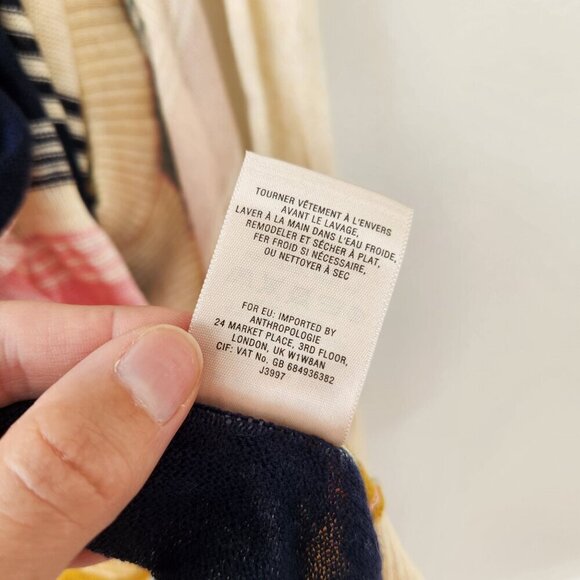 TOURNER VÊTEMENT À L'ENVERS
AVANT LE LAVAGE,
LAVER À LA MAIN DANS L'EAU FROIDE,
REMODELER ET SÉCHER À PLAT,
FER FROID SI NÉCESSAIRE,
OU NETTOYER À SEC
FOR EU: IMPORTED BY
ANTHROPOLOGIE
24 MARKET PLACE, 3RD FLOOR,
LONDON, UK W1W8AN
CIF: VAT No. GB 684936382
J3997